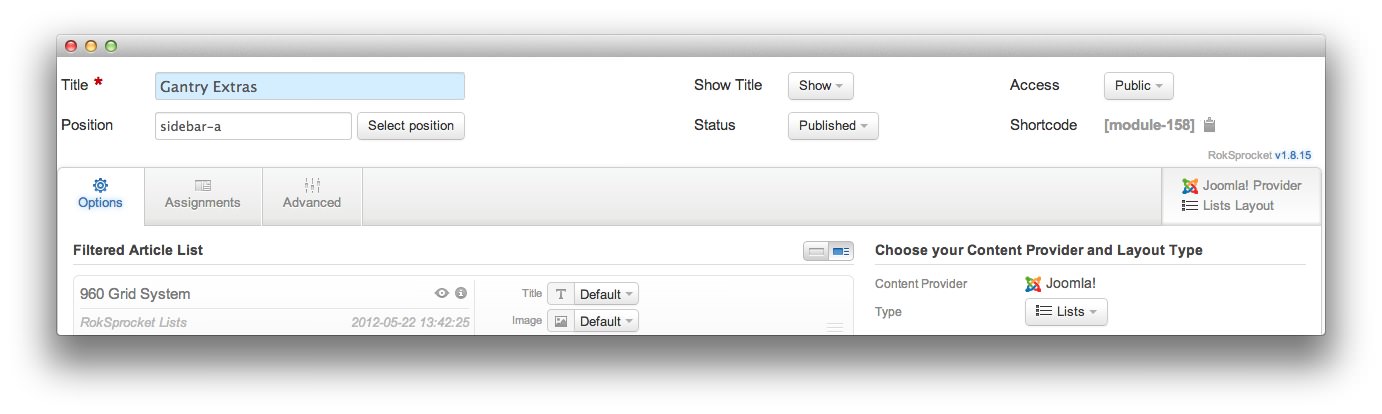 Title * Gantry Extras Show Title Show Access Public
Position sidebar-a Select position Status Published Shortcode [module-158]
RokSprocket v1.8.15
Options Assignments Advanced
Joomla! Provider
Lists Layout
Filtered Article List
960 Grid System
RokSprocket Lists 2012-05-22 13:42:25
Title T Default
Image Default
Choose your Content Provider and Layout Type
Content Provider Joomla!
Type Lists